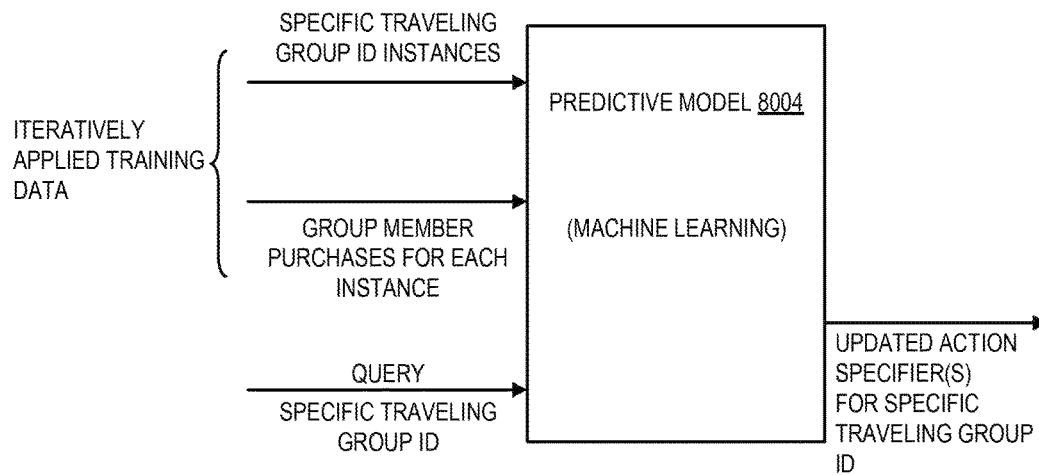 SPECIFIC TRAVELING
GROUP ID INSTANCES
ITERATIVELY
APPLIED TRAINING
DATA
GROUP MEMBER
PURCHASES FOR EACH
INSTANCE
QUERY
SPECIFIC TRAVELING
GROUP ID
PREDICTIVE MODEL 8004
(MACHINE LEARNING)
UPDATED ACTION
SPECIFIER(S)
FOR SPECIFIC
TRAVELING GROUP
ID